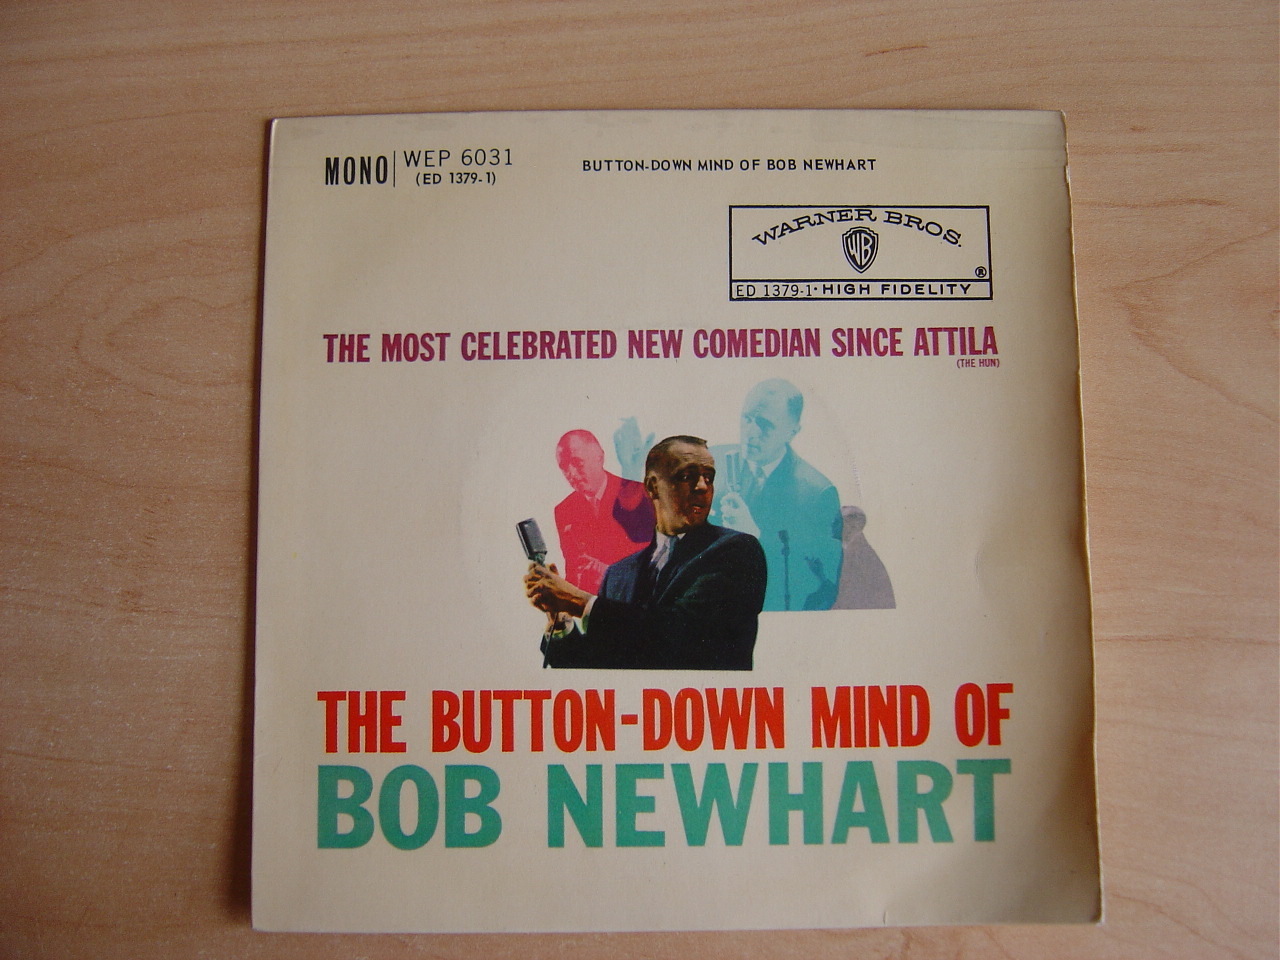 MONO WEP 6031
(ED 1379-1)
BUTTON-DOWN MIND OF BOB NEWHART
WARNER BROS.
WB
®
ED 1379-1·HIGH FIDELITY
THE MOST CELEBRATED NEW COMEDIAN SINCE ATTILA
(THE HUN)
THE BUTTON-DOWN MIND OF
BOB NEWHART